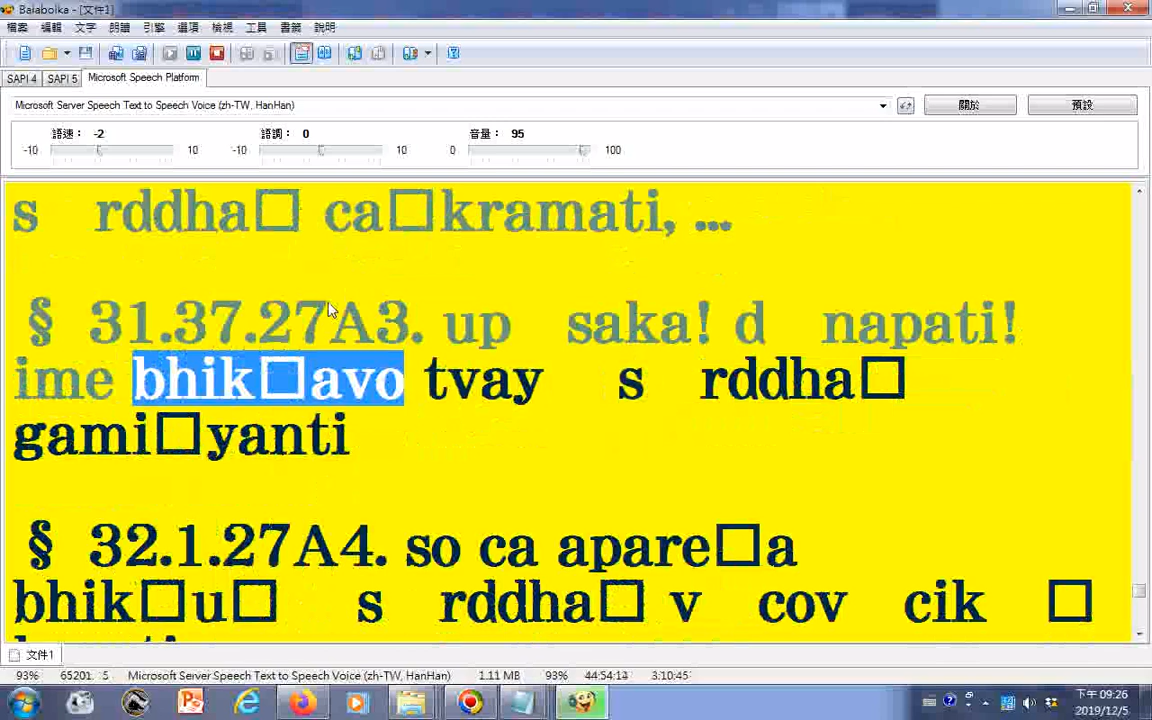 Balabolka - [文件1]
檔案 編輯 文字 朗讀 引擎 選項 檢視 工具 書籤 說明
SAPI 4 SAPI 5 Microsoft Speech Platform
Microsoft Server Speech Text to Speech Voice (zh-TW, HanHan) 關於 預設
語速： -2 語調： 0 音量： 95
-10 10 -10 10 0 100
s rddha□ ca□kramati, ...
§ 31.37.27A3. up saka! d napati!
ime bhik□avo tvay s rddha□
gami□yanti
§ 32.1.27A4. so ca apare□a
bhik□u□ s rddha□ v cov cik □
文件1
93% 65201 : 5 Microsoft Server Speech Text to Speech Voice (zh-TW, HanHan) 1.11 MB 93% 44:54:14 3:10:45
下午 09:26
2019/12/5